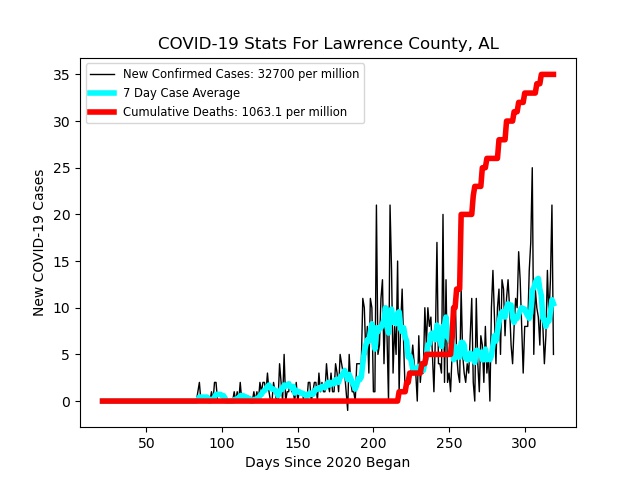 COVID-19 Stats For Lawrence County, AL
New Confirmed Cases: 32700 per million
7 Day Case Average
Cumulative Deaths: 1063.1 per million
New COVID-19 Cases
35
30
25
20
15
10
5
0
50
100
150
200
250
300
Days Since 2020 Began